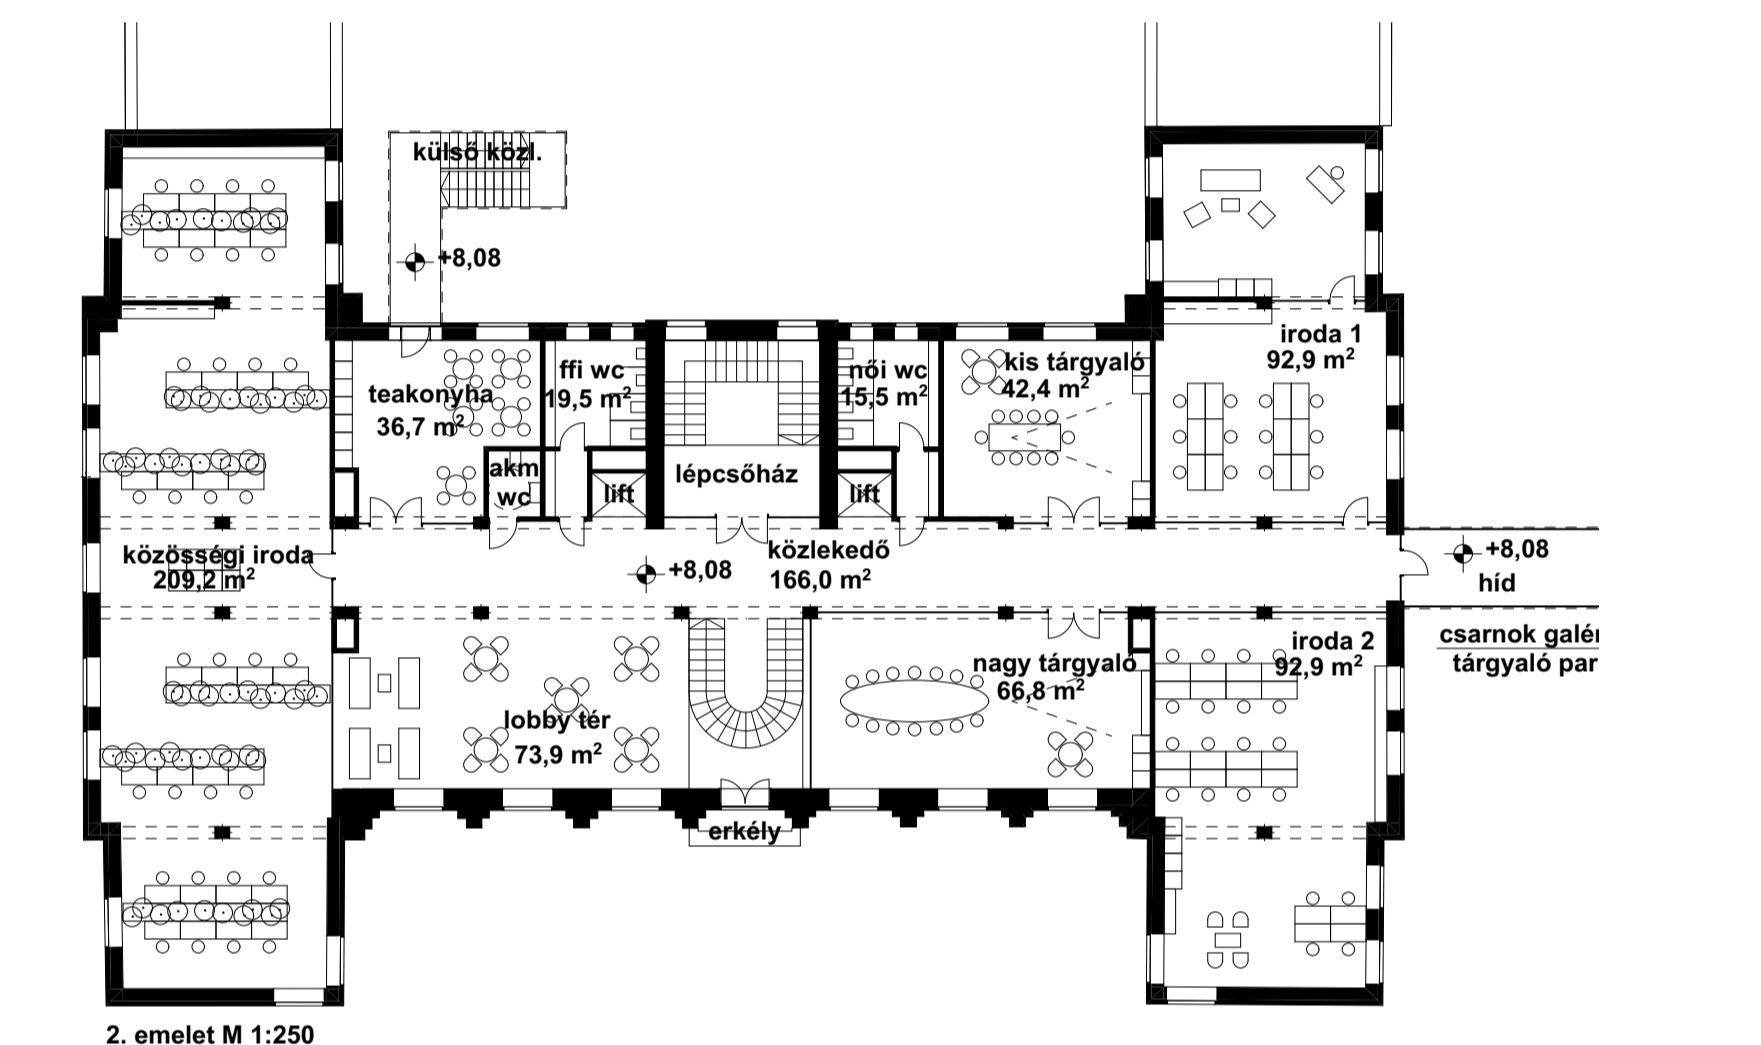 külső közl.
+8,08
iroda 1
92,9 m²
ffi wc
19,5 m²
női wc
15,5 m²
kis tárgyaló
42,4 m²
teakonyha
36,7 m²
akm
wc
lift
lépcsőház
lift
közösségi iroda
209,2 m²
+8,08
közlekedő
166,0 m²
+8,08
híd
csarnok galér
tárgyaló par
iroda 2
92,9 m²
nagy tárgyaló
66,8 m²
lobby tér
73,9 m²
erkély
2. emelet M 1:250